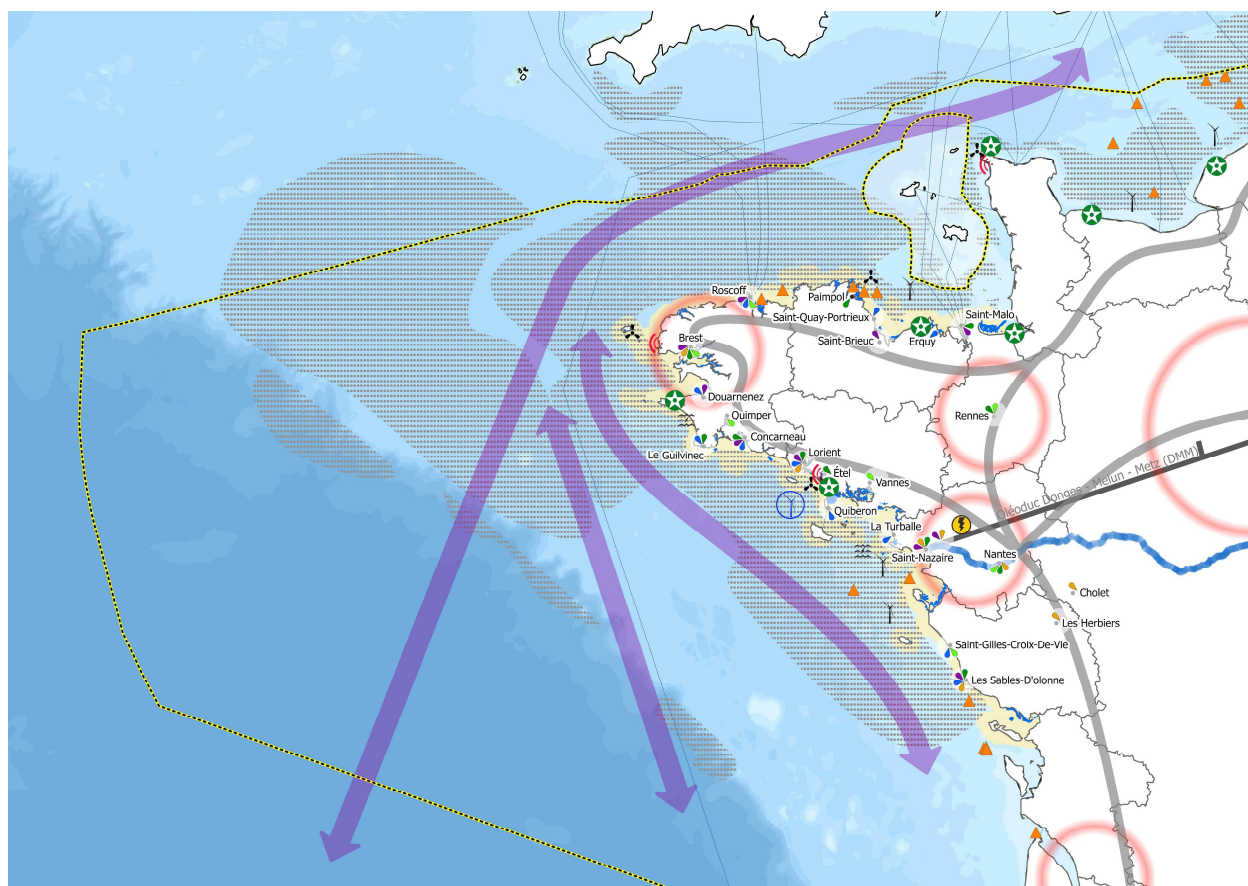 Roscoff
Paimpol
Saint-Quay-Portrieux
Saint-Malo
Brest
Saint-Brieuc
Erquy
Douarnenez
Quimper
Rennes
Concarneau
Le Guilvinec
Lorient
Étel
Vannes
Oléoduc Donges - Melun - Metz (DMM)
Quiberon
La Turballe
Saint-Nazaire
Nantes
Cholet
Les Herbiers
Saint-Gilles-Croix-De-Vie
Les Sables-D'olonne